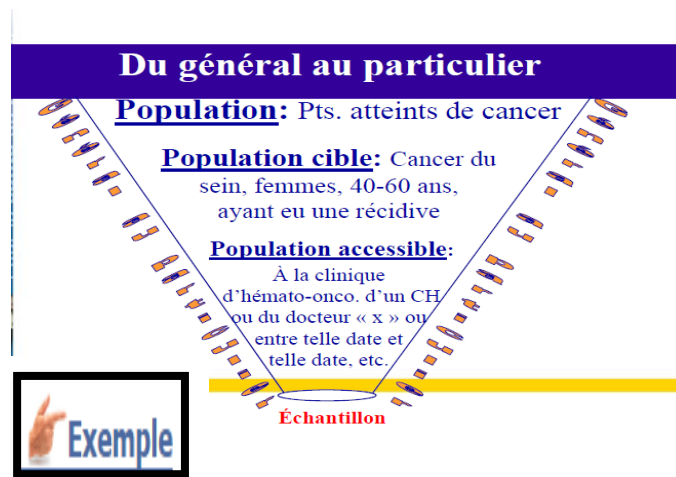 Du général au particulier
Population: Pts. atteints de cancer
Population cible: Cancer du
sein, femmes, 40-60 ans,
ayant eu une récidive
Population accessible:
À la clinique
d’hémato-onco. d’un CH
ou du docteur « x » ou
entre telle date et
telle date, etc.
Échantillon
Exemple